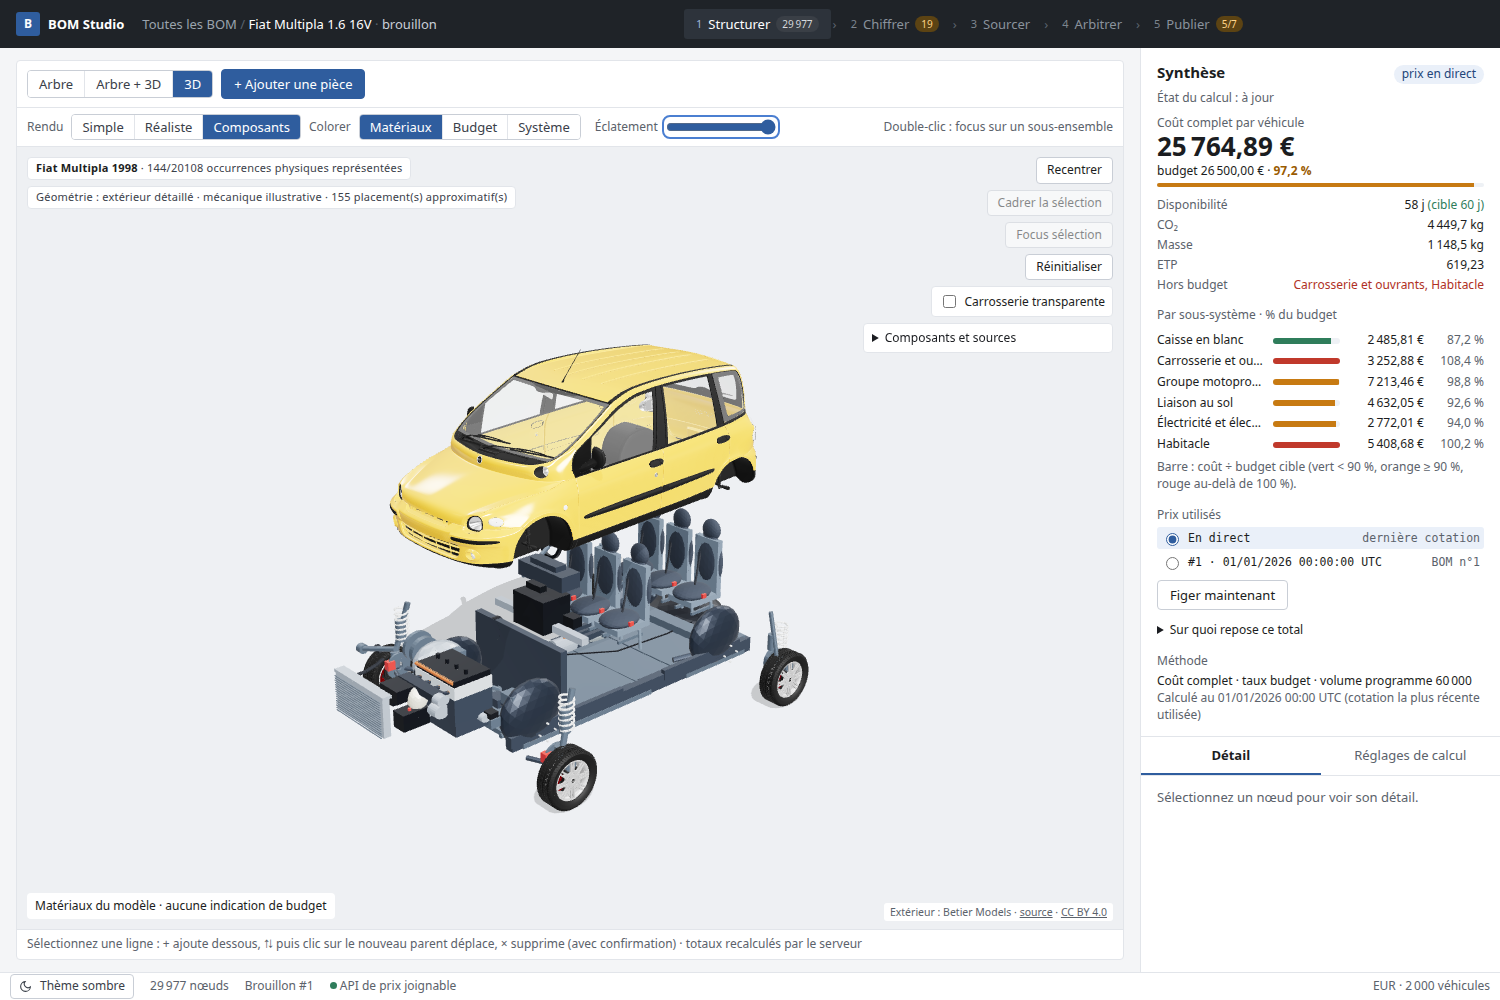 B BOM Studio Toutes les BOM / Fiat Multipla 1.6 16V · brouillon
1 Structurer 29 977 › 2 Chiffrer 19 › 3 Sourcer › 4 Arbitrer › 5 Publier 5/7
Arbre Arbre + 3D 3D + Ajouter une pièce
Rendu Simple Réaliste Composants Colorer Matériaux Budget Système Éclatement Double-clic : focus sur un sous-ensemble
Fiat Multipla 1998 · 144/20108 occurrences physiques représentées
Géométrie : extérieur détaillé · mécanique illustrative · 155 placement(s) approximatif(s)
Recentrer
Cadrer la sélection
Focus sélection
Réinitialiser
Carrosserie transparente
▶ Composants et sources
Matériaux du modèle · aucune indication de budget
Extérieur : Betier Models · source · CC BY 4.0
Sélectionnez une ligne : + ajoute dessous, ⇅ puis clic sur le nouveau parent déplace, × supprime (avec confirmation) · totaux recalculés par le serveur
Synthèse prix en direct
État du calcul : à jour
Coût complet par véhicule
25 764,89 €
budget 26 500,00 € · 97,2 %
Disponibilité 58 j (cible 60 j)
CO₂ 4 449,7 kg
Masse 1 148,5 kg
ETP 619,23
Hors budget Carrosserie et ouvrants, Habitacle
Par sous-système · % du budget
Caisse en blanc 2 485,81 € 87,2 %
Carrosserie et ou... 3 252,88 € 108,4 %
Groupe motopro... 7 213,46 € 98,8 %
Liaison au sol 4 632,05 € 92,6 %
Électricité et élec... 2 772,01 € 94,0 %
Habitacle 5 408,68 € 100,2 %
Barre : coût ÷ budget cible (vert < 90 %, orange ≥ 90 %,
rouge au-delà de 100 %).
Prix utilisés
En direct dernière cotation
#1 · 01/01/2026 00:00:00 UTC BOM n°1
Figer maintenant
▶ Sur quoi repose ce total
Méthode
Coût complet · taux budget · volume programme 60 000
Calculé au 01/01/2026 00:00 UTC (cotation la plus récente
utilisée)
Détail Réglages de calcul
Sélectionnez un nœud pour voir son détail.
Thème sombre 29 977 nœuds Brouillon #1 API de prix joignable EUR · 2 000 véhicules